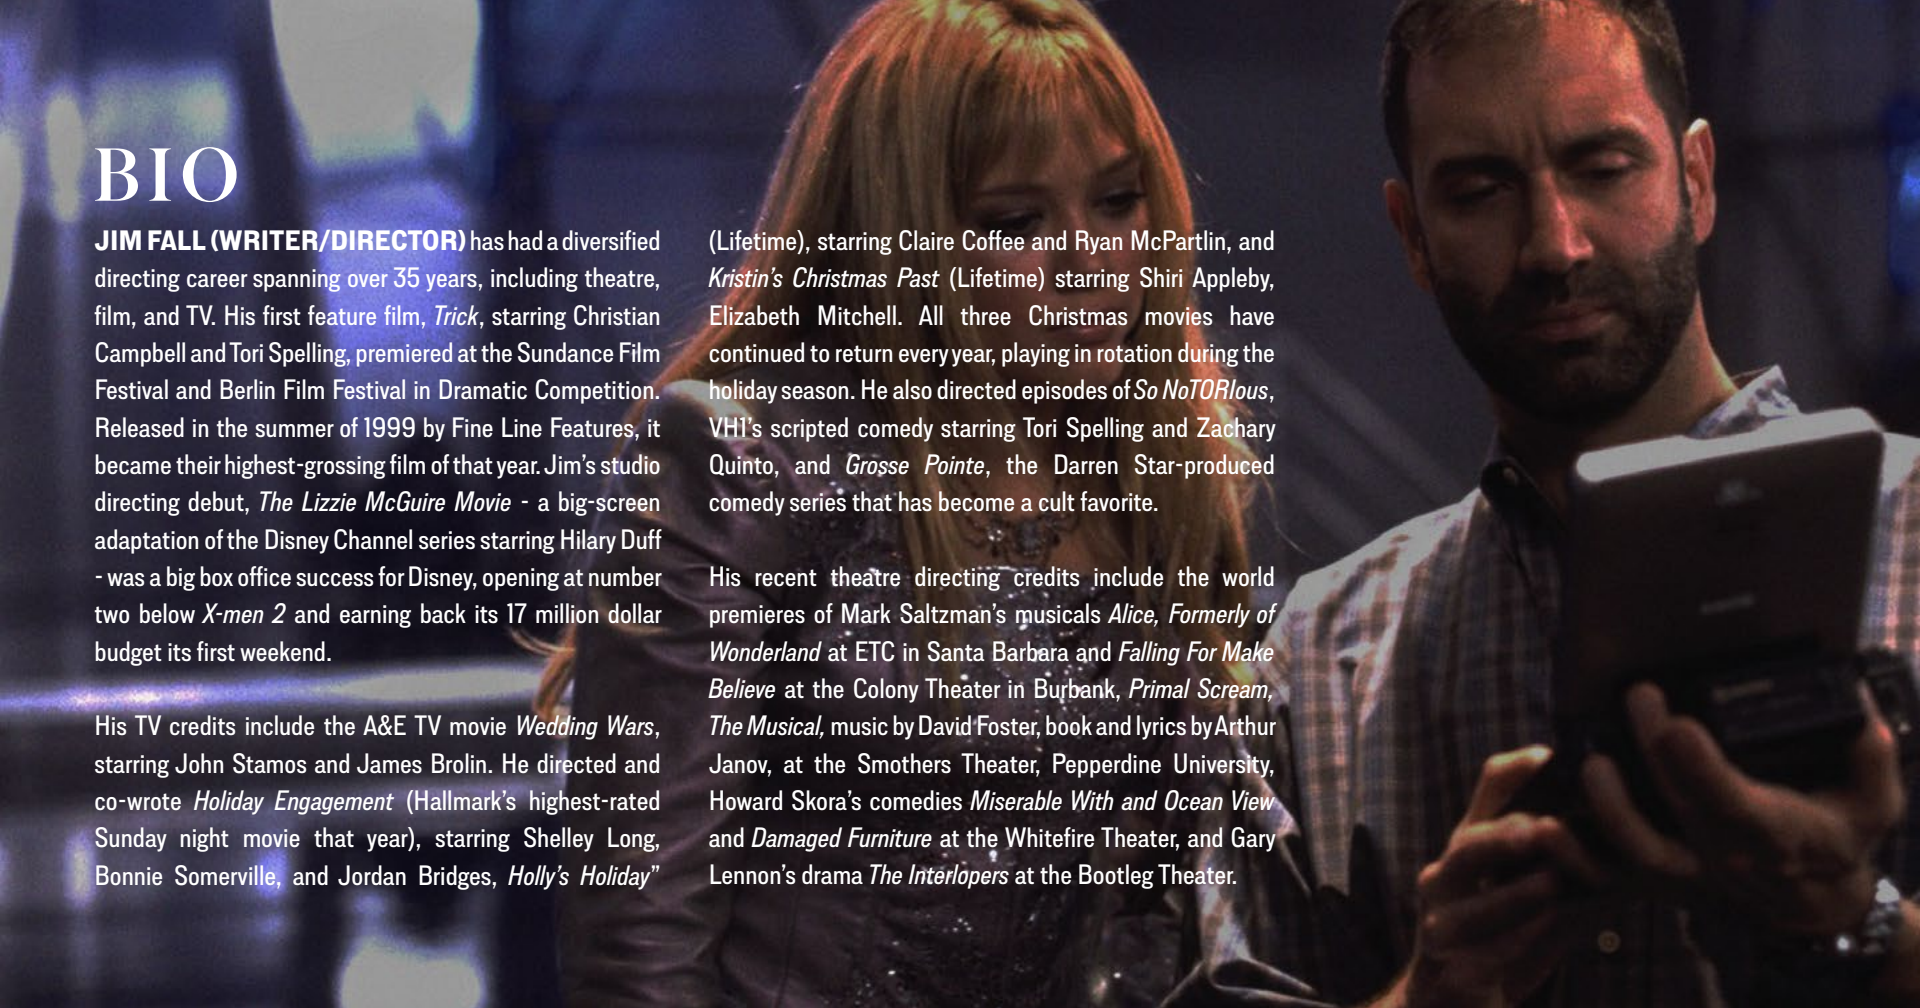 BIO
JIM FALL (WRITER/DIRECTOR) has had a diversified
directing career spanning over 35 years, including theatre,
film, and TV. His first feature film, Trick, starring Christian
Campbell and Tori Spelling, premiered at the Sundance Film
Festival and Berlin Film Festival in Dramatic Competition.
Released in the summer of 1999 by Fine Line Features, it
became their highest-grossing film of that year. Jim's studio
directing debut, The Lizzie McGuire Movie - a big-screen
adaptation of the Disney Channel series starring Hilary Duff
- was a big box office success for Disney, opening at number
two below X-men 2 and earning back its 17 million dollar
budget its first weekend.
His TV credits include the A&E TV movie Wedding Wars,
starring John Stamos and James Brolin. He directed and
co-wrote Holiday Engagement (Hallmark's highest-rated
Sunday night movie that year), starring Shelley Long,
Bonnie Somerville, and Jordan Bridges, Holly's Holiday”
(Lifetime), starring Claire Coffee and Ryan McPartlin, and
Kristin's Christmas Past (Lifetime) starring Shiri Appleby,
Elizabeth Mitchell. All three Christmas movies have
continued to return every year, playing in rotation during the
holiday season. He also directed episodes of So NoTORIous,
VH1's scripted comedy starring Tori Spelling and Zachary
Quinto, and Grosse Pointe, the Darren Star-produced
comedy series that has become a cult favorite.
His recent theatre directing credits include the world
premieres of Mark Saltzman's musicals Alice, Formerly of
Wonderland at ETC in Santa Barbara and Falling For Make
Believe at the Colony Theater in Burbank, Primal Scream,
The Musical, music by David Foster, book and lyrics by Arthur
Janov, at the Smothers Theater, Pepperdine University,
Howard Skora's comedies Miserable With and Ocean View
and Damaged Furniture at the Whitefire Theater, and Gary
Lennon's drama The Interlopers at the Bootleg Theater.